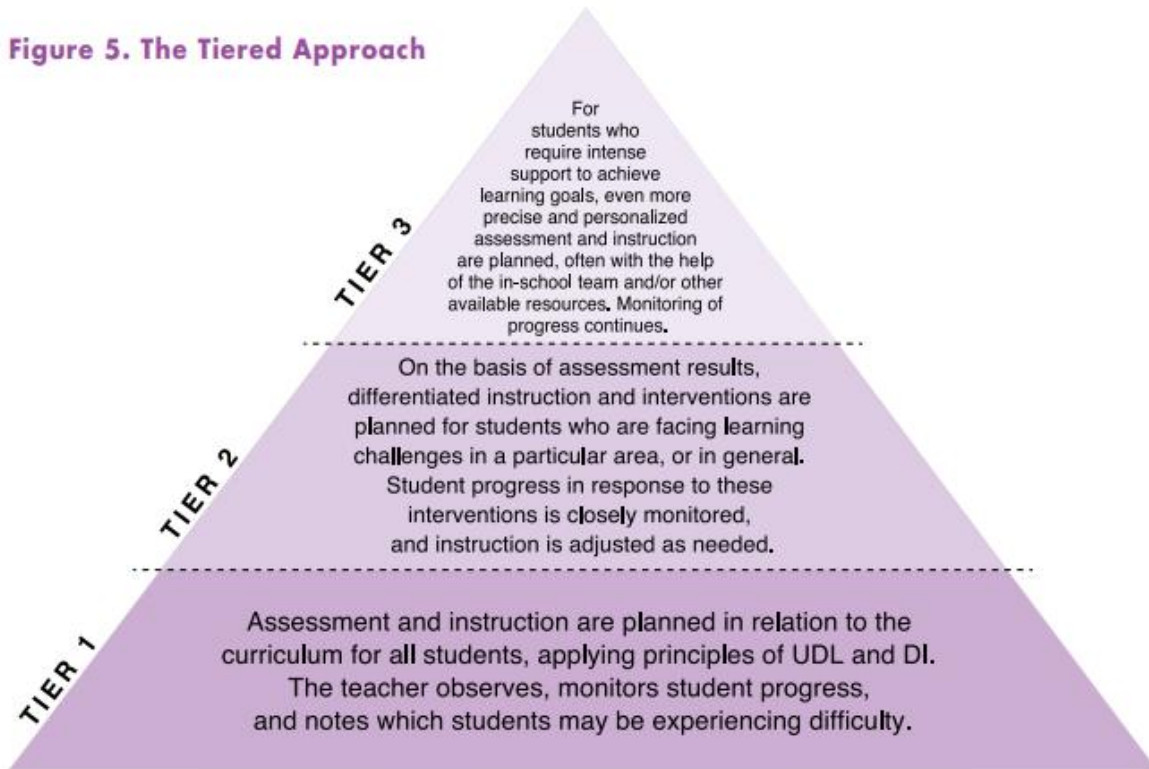 Figure 5. The Tiered Approach
For
students who
require intense
support to achieve
learning goals, even more
precise and personalized
assessment and instruction
are planned, often with the help
of the in-school team and/or other
available resources. Monitoring of
progress continues.
TIER 3
On the basis of assessment results,
differentiated instruction and interventions are
planned for students who are facing learning
challenges in a particular area, or in general.
Student progress in response to these
interventions is closely monitored,
and instruction is adjusted as needed.
TIER 2
Assessment and instruction are planned in relation to the
curriculum for all students, applying principles of UDL and DI.
The teacher observes, monitors student progress,
and notes which students may be experiencing difficulty.
TIER 1